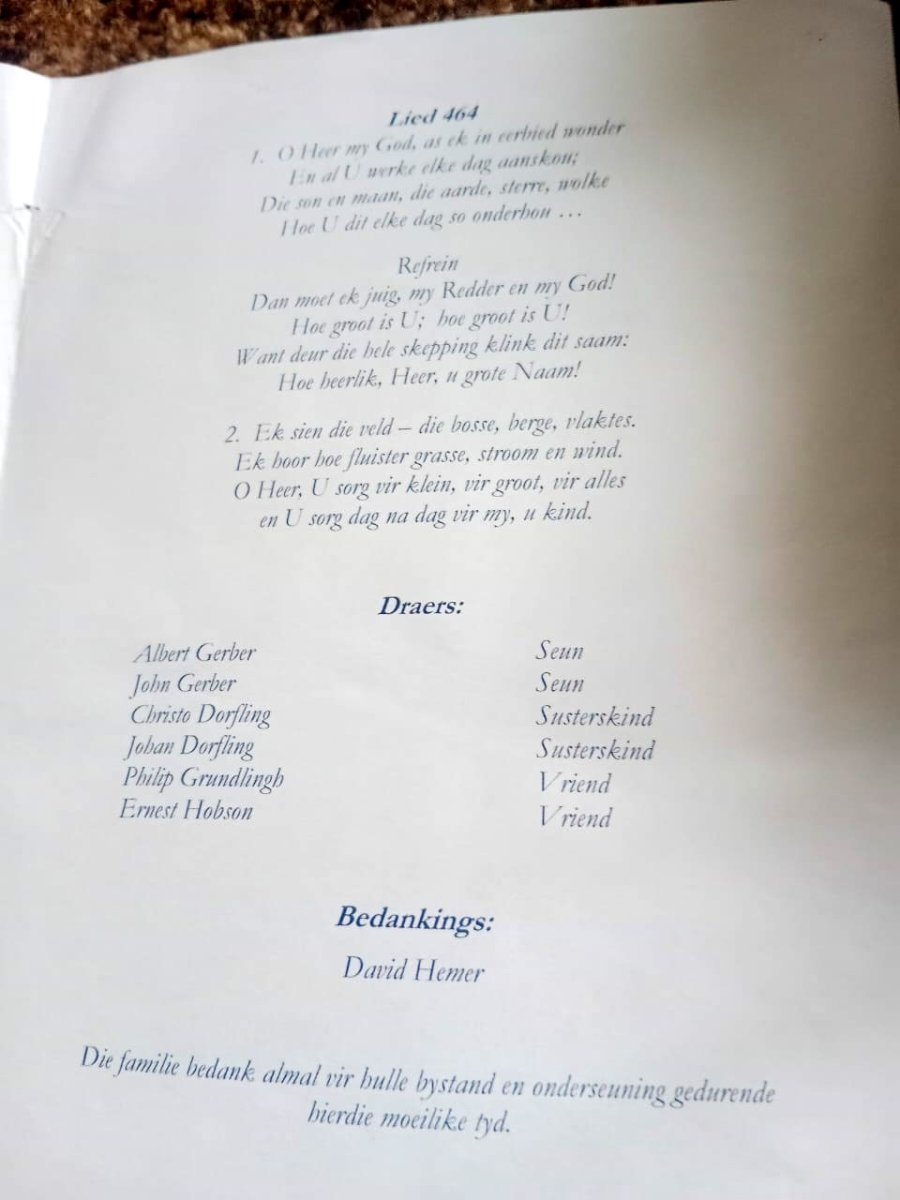 Lied 464
1. O Heer my God, as ek in eerbied wonder
En al U werke elke dag aanskou;
Die son en maan, die aarde, sterre, wolke
Hoe U dit elke dag so onderhou ...
Refrein
Dan moet ek juig, my Redder en my God!
Hoe groot is U; hoe groot is U!
Want deur die hele skepping klink dit saam:
Hoe heerlik, Heer, u grote Naam!
2. Ek sien die veld – die bosse, berge, vlaktes.
Ek hoor hoe fluister grasse, stroom en wind.
O Heer, U sorg vir klein, vir groot, vir alles
en U sorg dag na dag vir my, u kind.
Draers:
Albert Gerber Seun
John Gerber Seun
Christo Dorfling Susterskind
Johan Dorfling Susterskind
Philip Grundlingh Vriend
Ernest Hobson Vriend
Bedankings:
David Hemer
Die familie bedank almal vir hulle bystand en onderseuning gedurende
hierdie moeilike tyd.